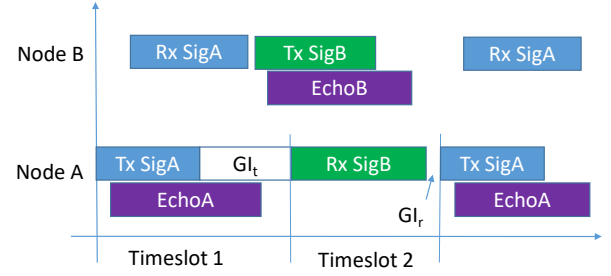 Node B
Rx SigA
Tx SigB
Rx SigA
EchoB
Node A
Tx SigA
GIt
Rx SigB
Tx SigA
EchoA
GIr
EchoA
Timeslot 1
Timeslot 2